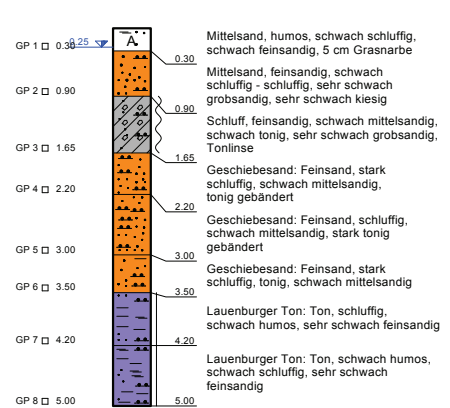 Mittelsand, humos, schwach schluffig,
schwach feinsandig, 5 cm Grasnarbe
A
0.25
GP 1 0.30
0.30
Mittelsand, feinsandig, schwach
schluffig - schluffig, sehr schwach
grobsandig, sehr schwach kiesig
GP 2 0.90
0.90
Schluff, feinsandig, schwach mittelsandig,
schwach tonig, sehr schwach grobsandig,
Tonlinse
GP 3 1.65
1.65
Geschiebesand: Feinsand, stark
schluffig, schwach mittelsandig,
tonig gebändert
GP 4 2.20
2.20
Geschiebesand: Feinsand, schluffig,
schwach mittelsandig, stark tonig
gebändert
GP 5 3.00
3.00
Geschiebesand: Feinsand, stark
schluffig, tonig, schwach mittelsandig
GP 6 3.50
3.50
Lauenburger Ton: Ton, schluffig,
schwach humos, sehr schwach feinsandig
GP 7 4.20
4.20
Lauenburger Ton: Ton, schwach humos,
schwach schluffig, sehr schwach
feinsandig
GP 8 5.00
5.00